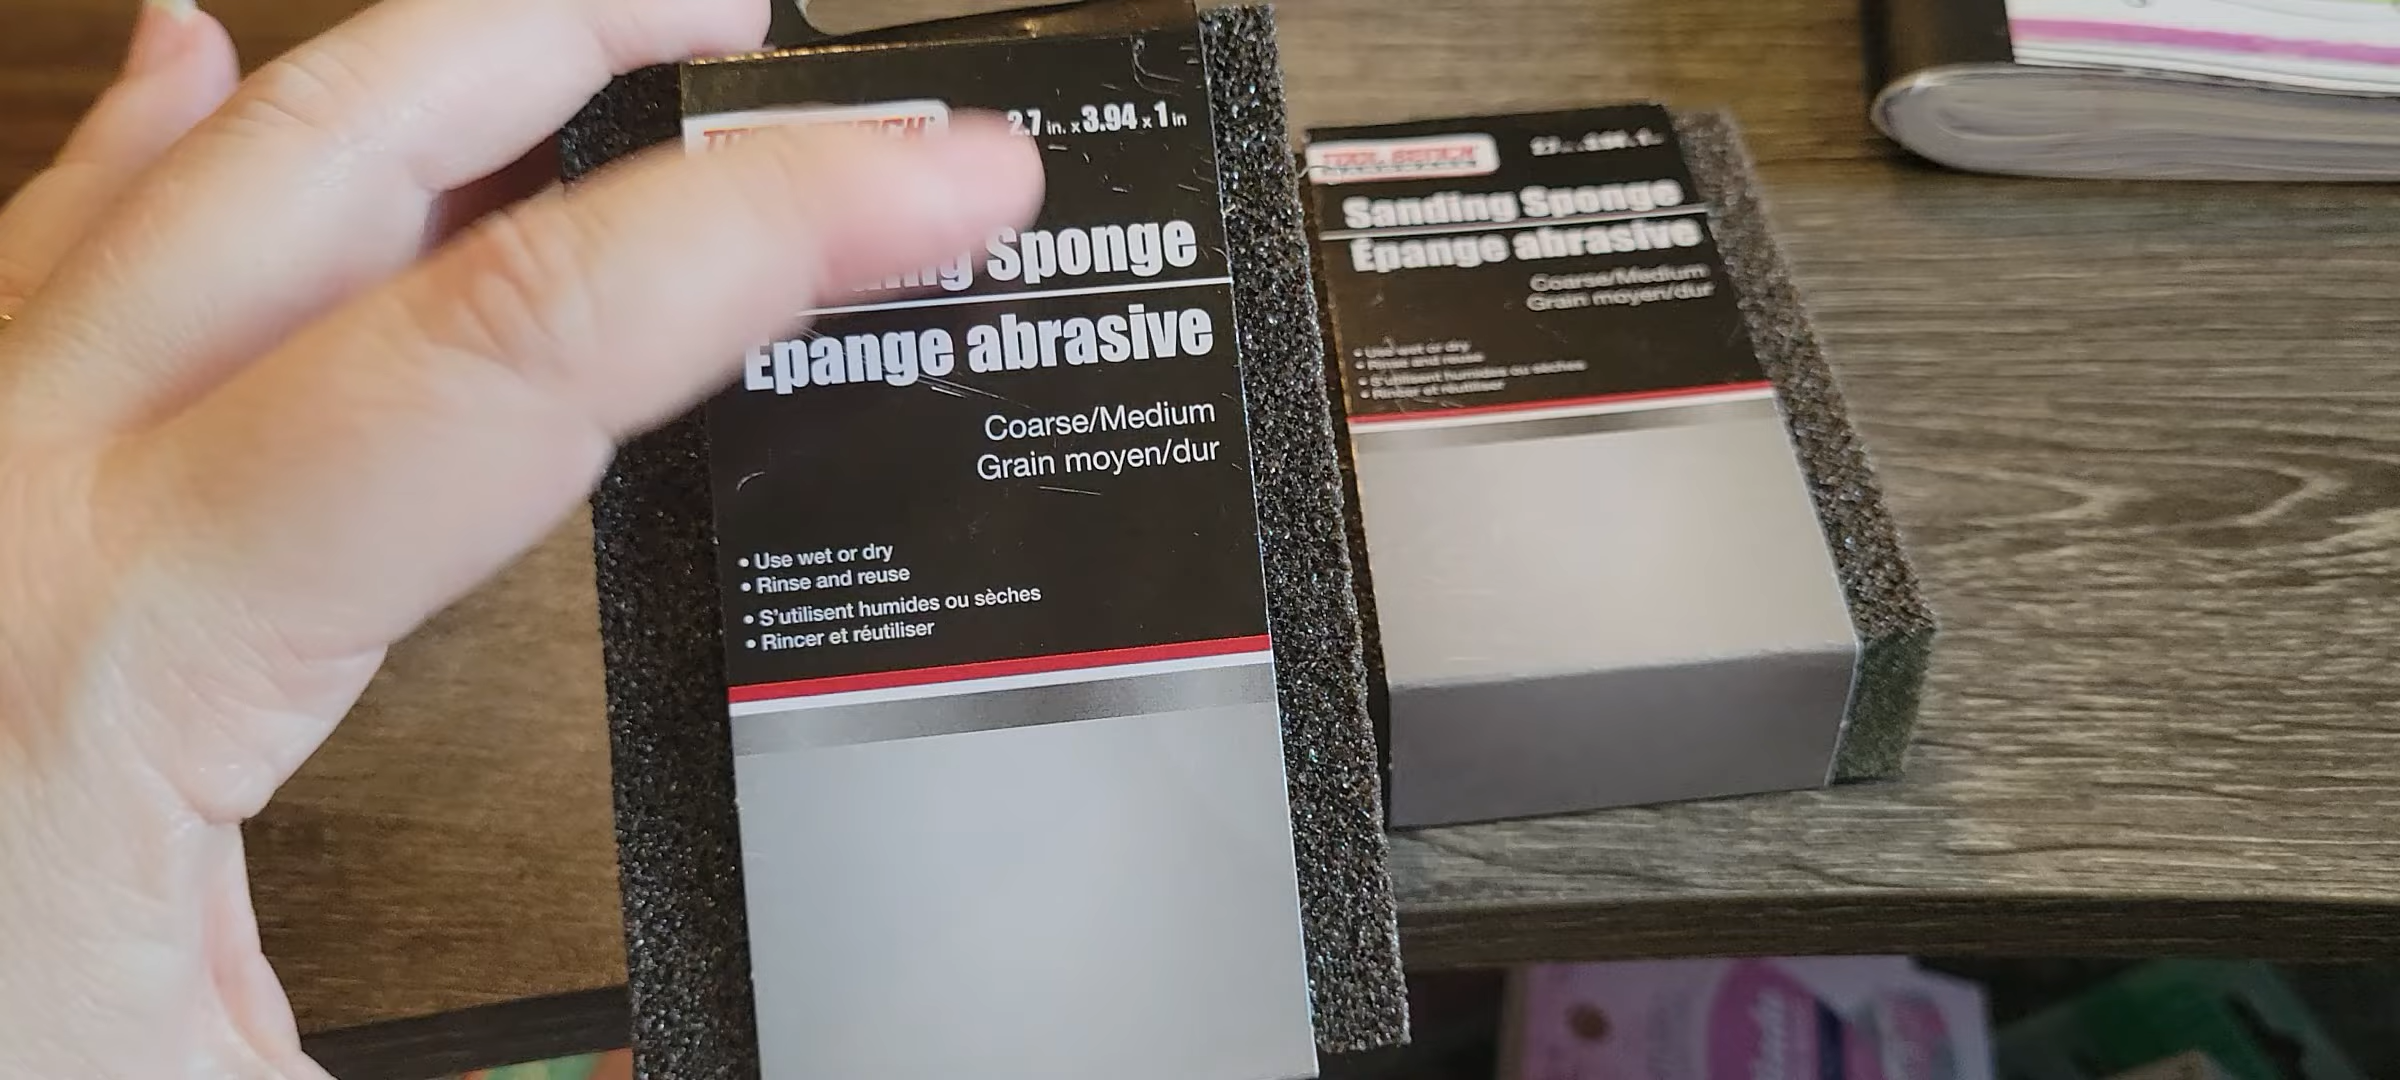 2.7 in. x 3.94 x 1 in
Sponge
Épange abrasive
Coarse/Medium
Grain moyen/dur
• Use wet or dry
• Rinse and reuse
• S'utilisent humides ou sèches
• Rincer et réutiliser
TOOL BENCH
Sanding Sponge
Épange abrasive
Coarse/Medium
Grain moyen/dur
• Use wet or dry
• Rinse and reuse
• S'utilisent humides ou sèches
• Rincer et réutiliser